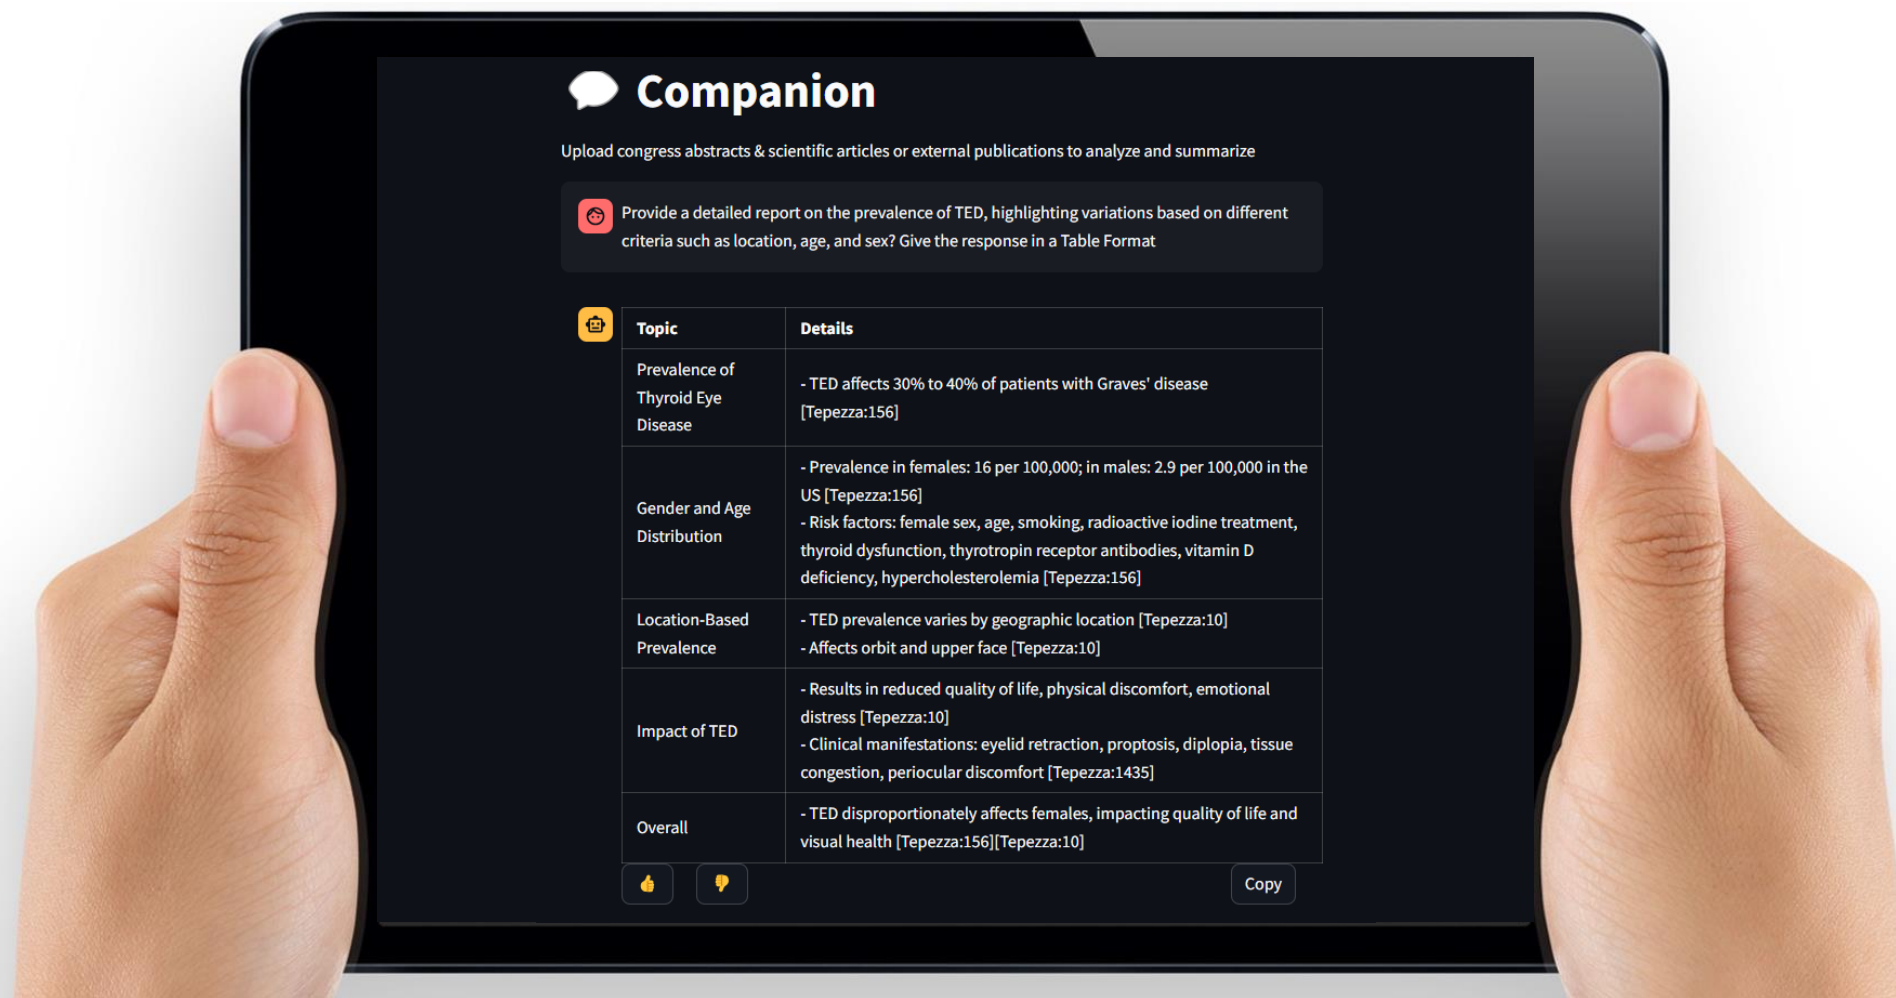 Companion
Upload congress abstracts & scientific articles or external publications to analyze and summarize
Provide a detailed report on the prevalence of TED, highlighting variations based on different
criteria such as location, age, and sex? Give the response in a Table Format
Topic Details
Prevalence of
Thyroid Eye
Disease
- TED affects 30% to 40% of patients with Graves' disease
[Tepezza:156]
Gender and Age
Distribution
- Prevalence in females: 16 per 100,000; in males: 2.9 per 100,000 in the
US [Tepezza:156]
- Risk factors: female sex, age, smoking, radioactive iodine treatment,
thyroid dysfunction, thyrotropin receptor antibodies, vitamin D
deficiency, hypercholesterolemia [Tepezza:156]
Location-Based
Prevalence
- TED prevalence varies by geographic location [Tepezza:10]
- Affects orbit and upper face [Tepezza:10]
Impact of TED
- Results in reduced quality of life, physical discomfort, emotional
distress [Tepezza:10]
- Clinical manifestations: eyelid retraction, proptosis, diplopia, tissue
congestion, periocular discomfort [Tepezza:1435]
Overall
- TED disproportionately affects females, impacting quality of life and
visual health [Tepezza:156][Tepezza:10]
Copy